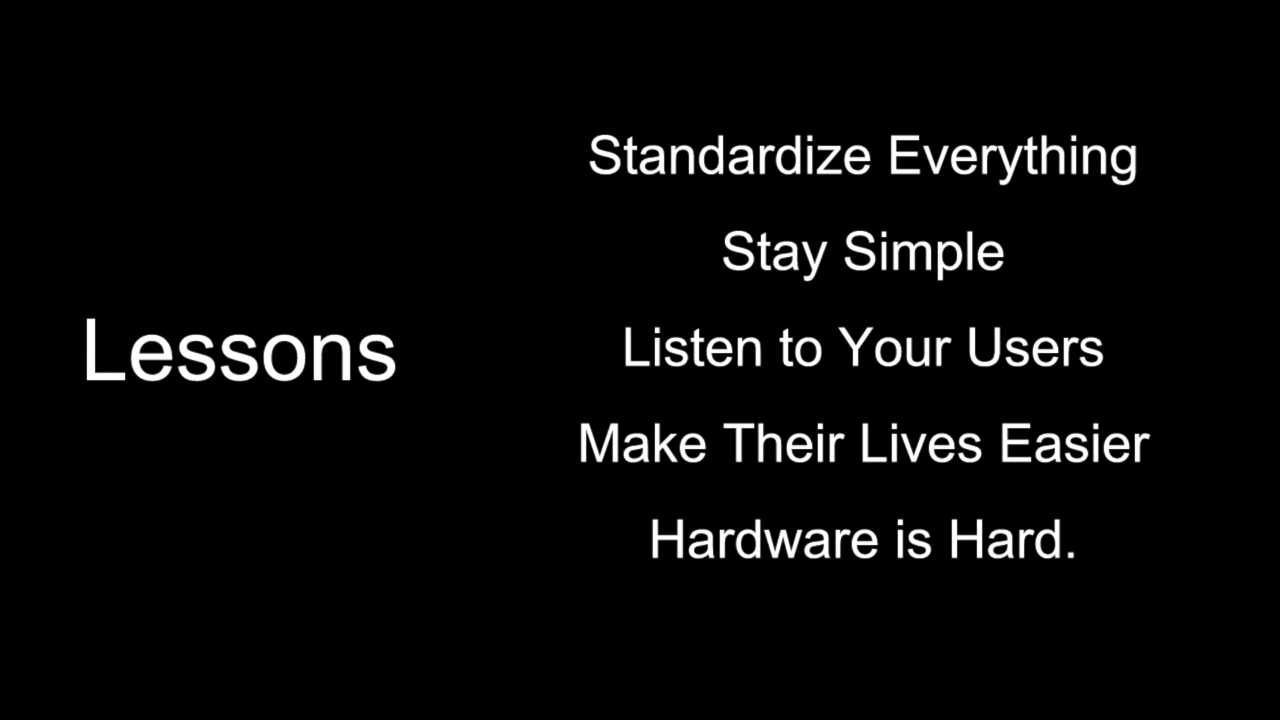 Lessons
Standardize Everything
Stay Simple
Listen to Your Users
Make Their Lives Easier
Hardware is Hard.